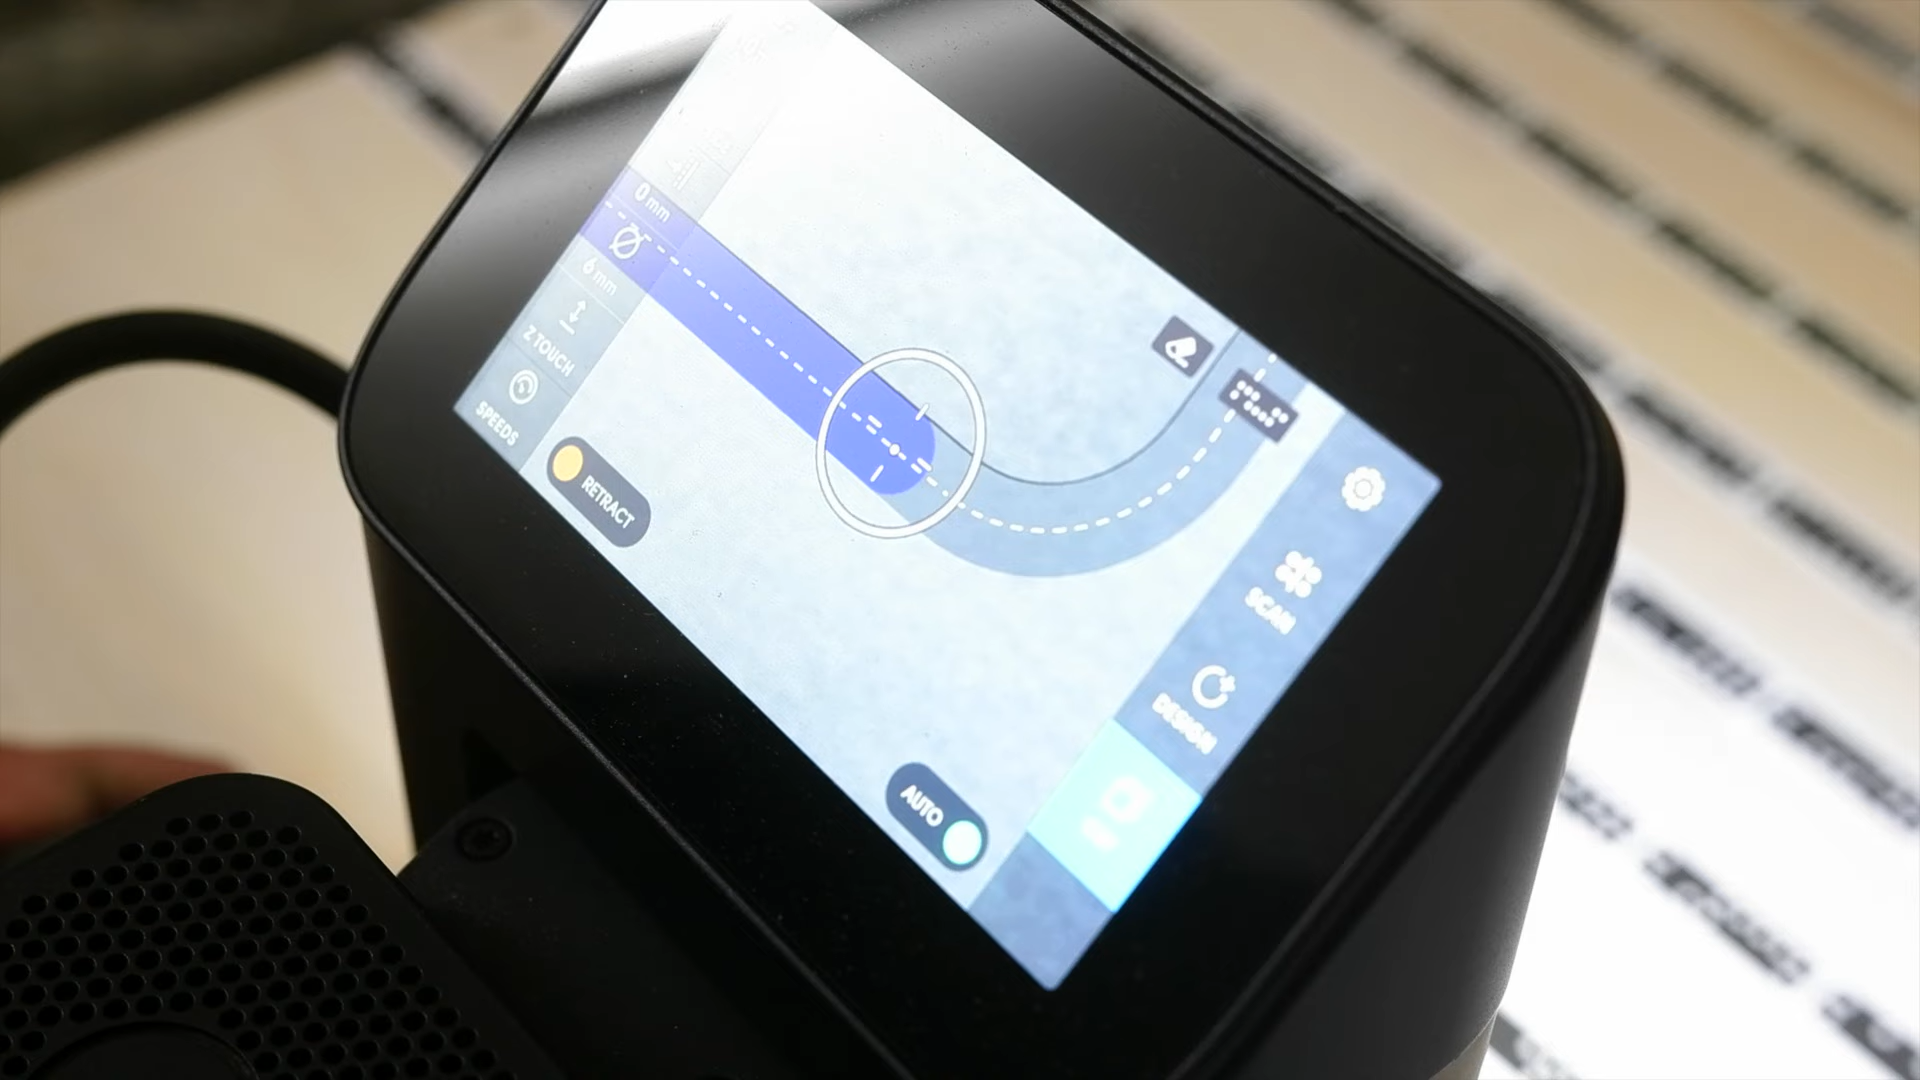 0 mm
6 mm
Z TOUCH
SPEEDS
RETRACT
AUTO
SCAN
DESIGN